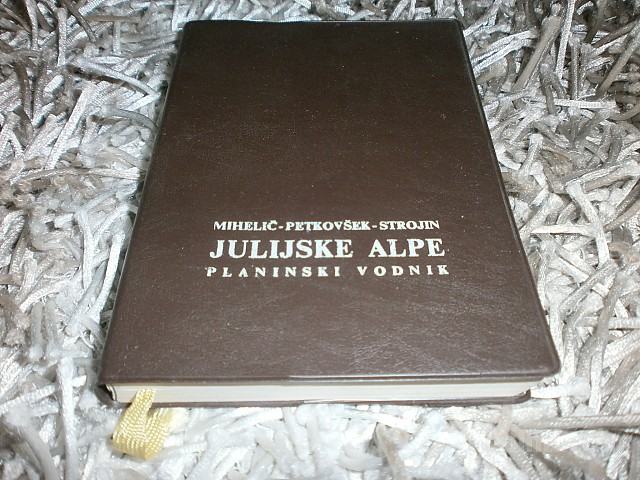 MIHELIČ-PETKOVŠEK-STROJIN
JULIJSKE ALPE
PLANINSKI VODNIK